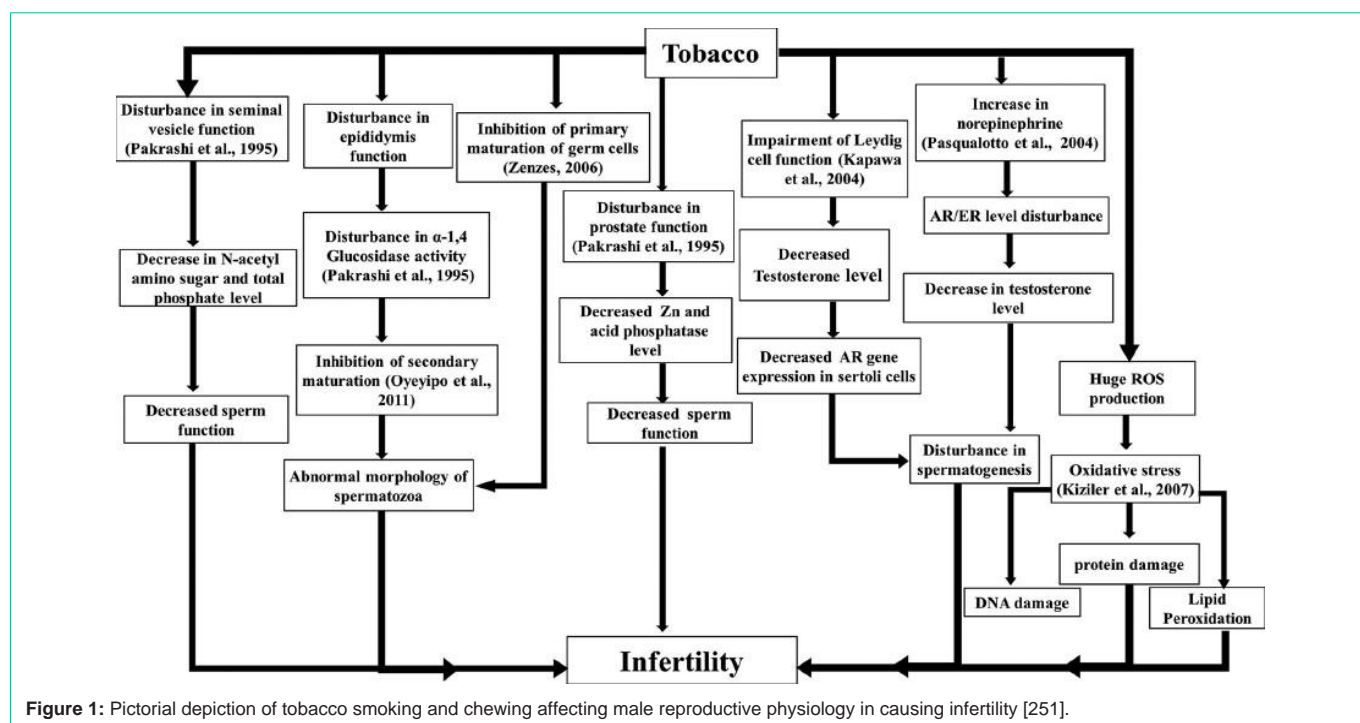 Tobacco
Disturbance in seminal
vesicle function
(Pakrashi et al., 1995)
Decrease in N-acetyl
amino sugar and total
phosphate level
Decreased sperm
function
Disturbance in
epididymis
function
Disturbance in α-1,4
Glucosidase activity
(Pakrashi et al., 1995)
Inhibition of secondary
maturation (Oyeyipo et al.,
2011)
Abnormal morphology of
spermatozoa
Inhibition of primary
maturation of germ cells
(Zenzes, 2006)
Disturbance in
prostate function
(Pakrashi et al., 1995)
Decreased Zn and
acid phosphatase
level
Decreased sperm
function
Impairment of Leydig
cell function (Kapawa
et al., 2004)
Decreased
Testosterone level
Decreased AR gene
expression in sertoli cells
Increase in
norepinephrine
(Pasqualotto et al., 2004)
AR/ER level disturbance
Decrease in testosterone
level
Disturbance in
spermatogenesis
Huge ROS
production
Oxidative stress
(Kiziler et al., 2007)
DNA damage
protein damage
Lipid
Peroxidation
Infertility
Figure 1: Pictorial depiction of tobacco smoking and chewing affecting male reproductive physiology in causing infertility [251].